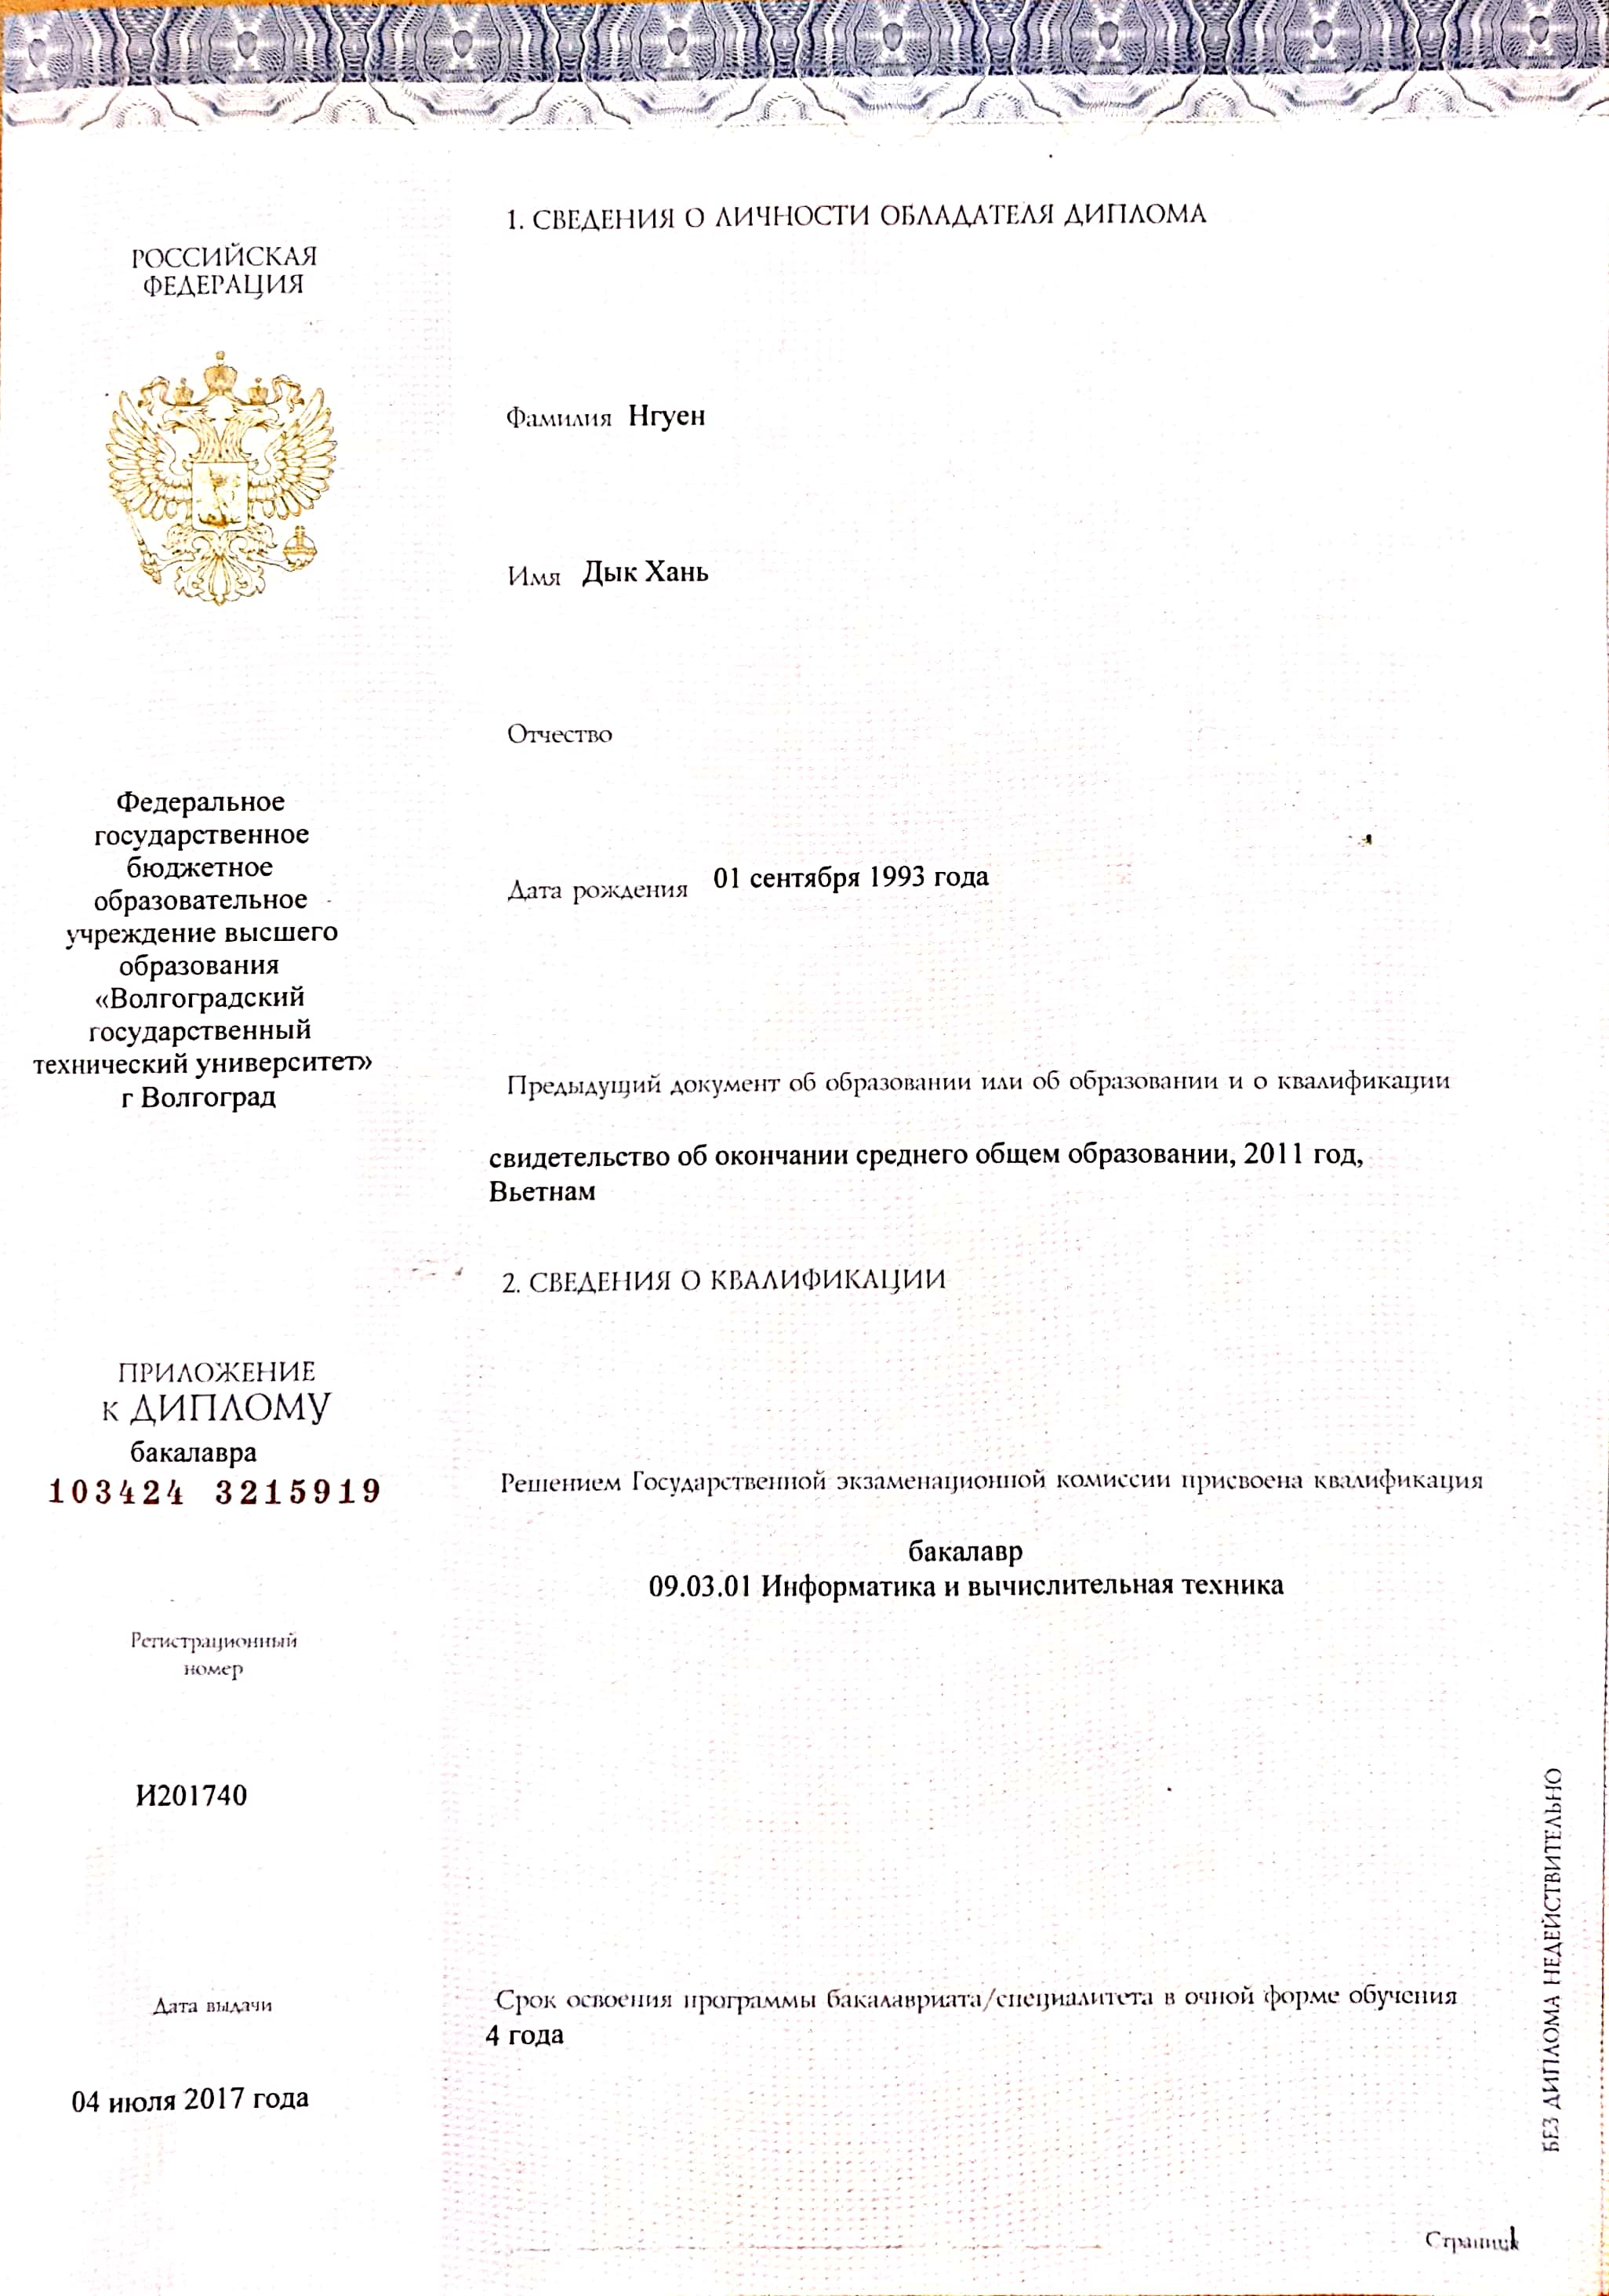 РОССИЙСКАЯ
ФЕДЕРАЦИЯ
Федеральное
государственное
бюджетное
образовательное
учреждение высшего
образования
«Волгоградский
государственный
технический университет»
г Волгоград
ПРИЛОЖЕНИЕ
к ДИПЛОМУ
бакалавра
103424 3215919
Регистрационный
номер
И201740
Дата выдачи
04 июля 2017 года
1. СВЕДЕНИЯ О ЛИЧНОСТИ ОБЛАДАТЕЛЯ ДИПЛОМА
Фамилия Нгуен
Имя Дык Хань
Отчество
Дата рождения 01 сентября 1993 года
Предыдущий документ об образовании или об образовании и о квалификации
свидетельство об окончании среднего общем образовании, 2011 год,
Вьетнам
2. СВЕДЕНИЯ О КВАЛИФИКАЦИИ
Решением Государственной экзаменационной комиссии присвоена квалификация
бакалавр
09.03.01 Информатика и вычислительная техника
Срок освоения программы бакалавриата/специалитета в очной форме обучения
4 года
БЕЗ ДИПЛОМА НЕДЕЙСТВИТЕЛЬНО
Страница 1